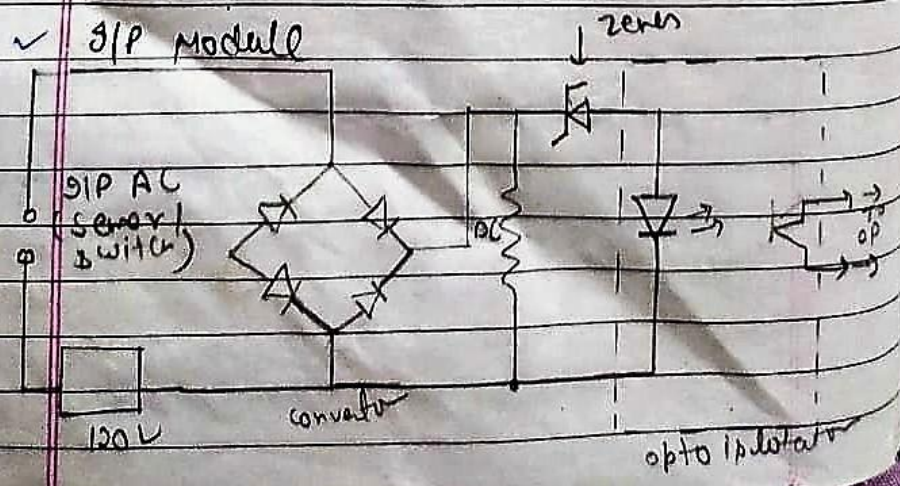 I/P Module
zener
I/P AC
Sensor/
switch)
DC
o/p
120 V
convertor
opto isolator